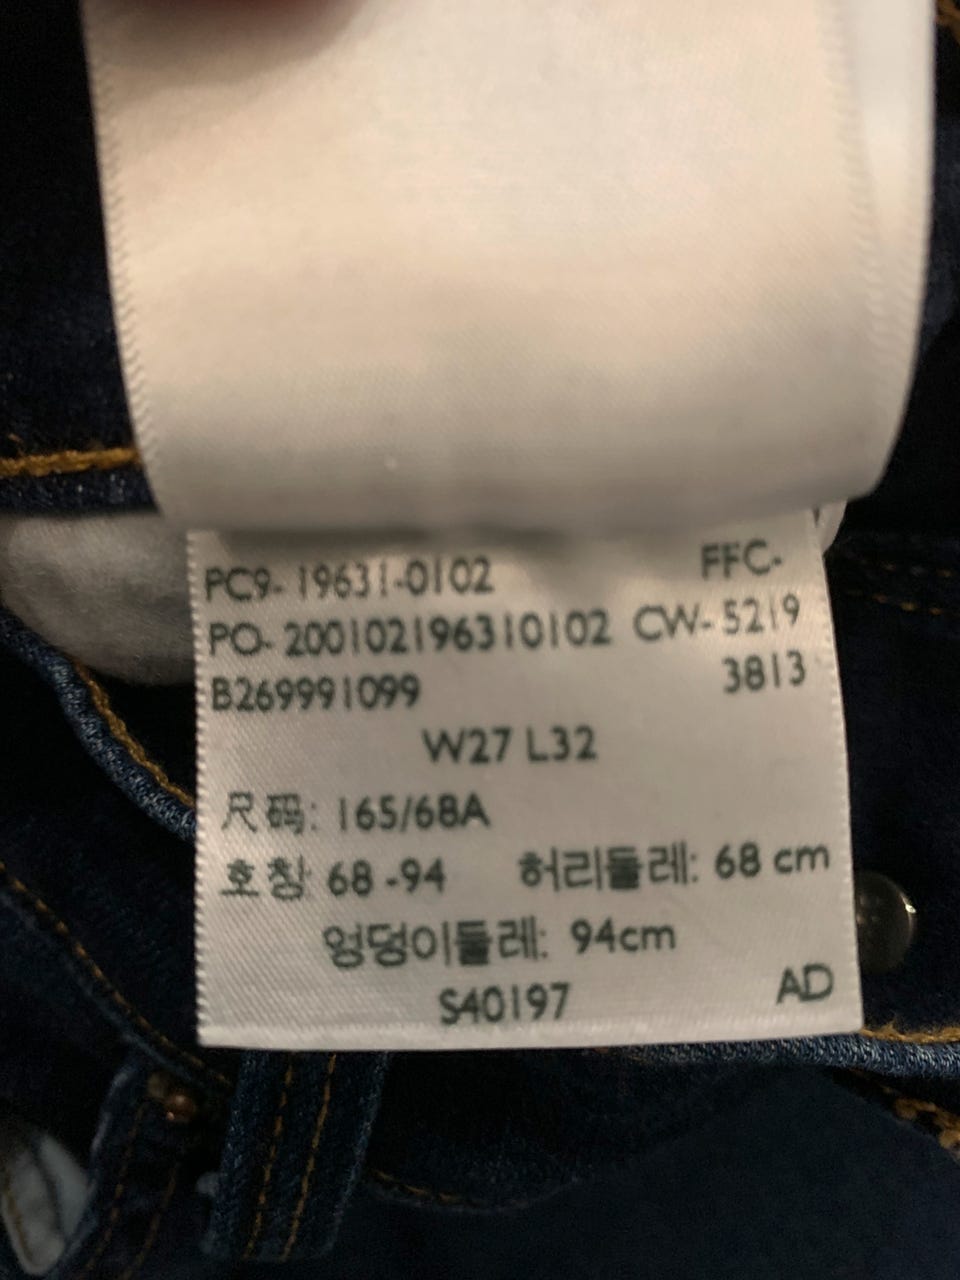 PC9- 19631-0102 FFC-
PO- 200102196310102 CW- 5219
B269991099 3813
W27 L32
尺码: 165/68A
호칭 68 -94 허리둘레: 68 cm
엉덩이둘레: 94cm
S40197 AD